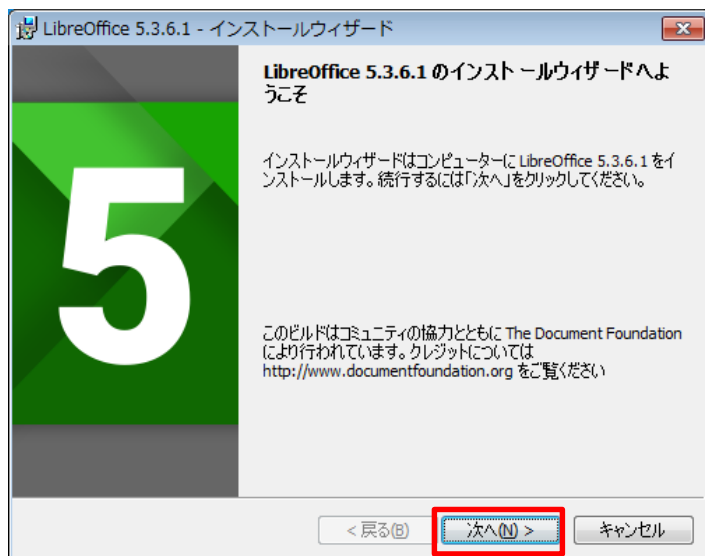 LibreOffice 5.3.6.1 - インストールウィザード
LibreOffice 5.3.6.1 のインストールウィザードへよ
うこそ
5
インストールウィザードはコンピューターに LibreOffice 5.3.6.1 をイ
ンストールします。続行するには「次へ」をクリックしてください。
このビルドはコミュニティの協力とともに The Document Foundation
により行われています。クレジットについては
http://www.documentfoundation.org をご覧ください
< 戻る(B)
次へ(N) >
キャンセル